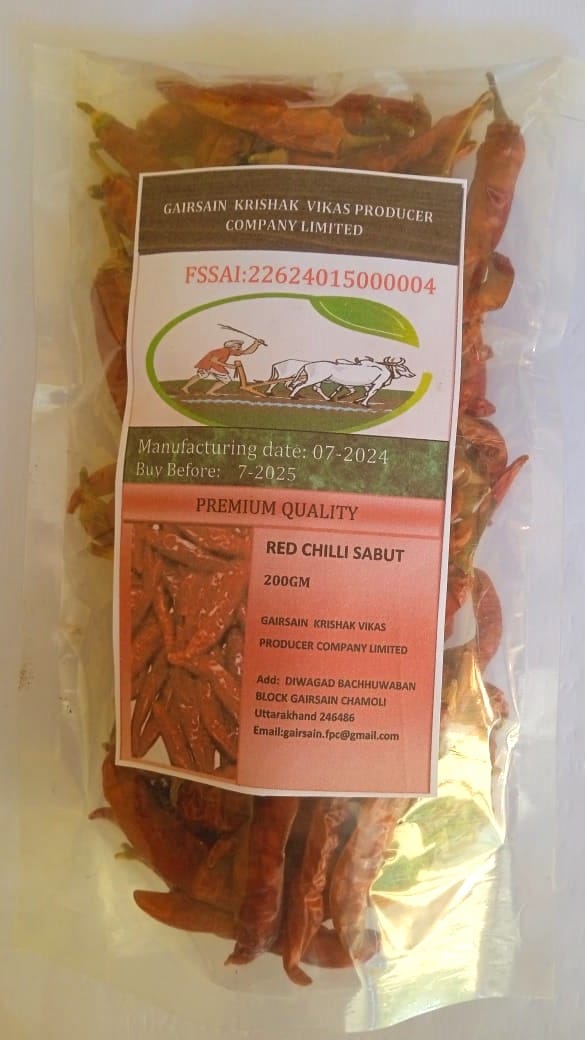 GAIRSAIN KRISHAK VIKAS PRODUCER
COMPANY LIMITED
FSSAI:22624015000004
Manufacturing date: 07-2024
Buy Before: 7-2025
PREMIUM QUALITY
RED CHILLI SABUT
200GM
GAIRSAIN KRISHAK VIKAS
PRODUCER COMPANY LIMITED
Add: DIWAGAD BACHHUWABAN
BLOCK GAIRSAIN CHAMOLI
Uttarakhand 246486
Email:gairsain.fpc@gmail.com